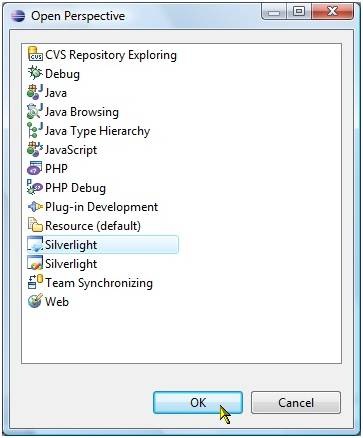 Open Perspective
CVS Repository Exploring
Debug
Java
Java Browsing
Java Type Hierarchy
JavaScript
PHP
PHP Debug
Plug-in Development
Resource (default)
Silverlight
Silverlight
Team Synchronizing
Web
OK
Cancel